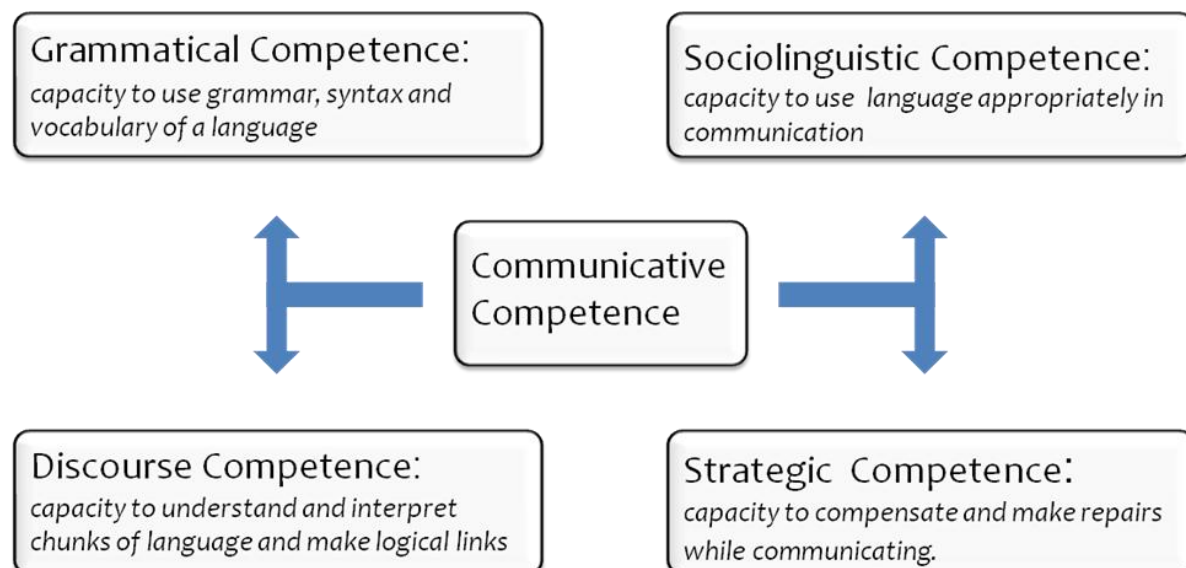 Grammatical Competence:
capacity to use grammar, syntax and
vocabulary of a language
Sociolinguistic Competence:
capacity to use language appropriately in
communication
Communicative
Competence
Discourse Competence:
capacity to understand and interpret
chunks of language and make logical links
Strategic Competence:
capacity to compensate and make repairs
while communicating.